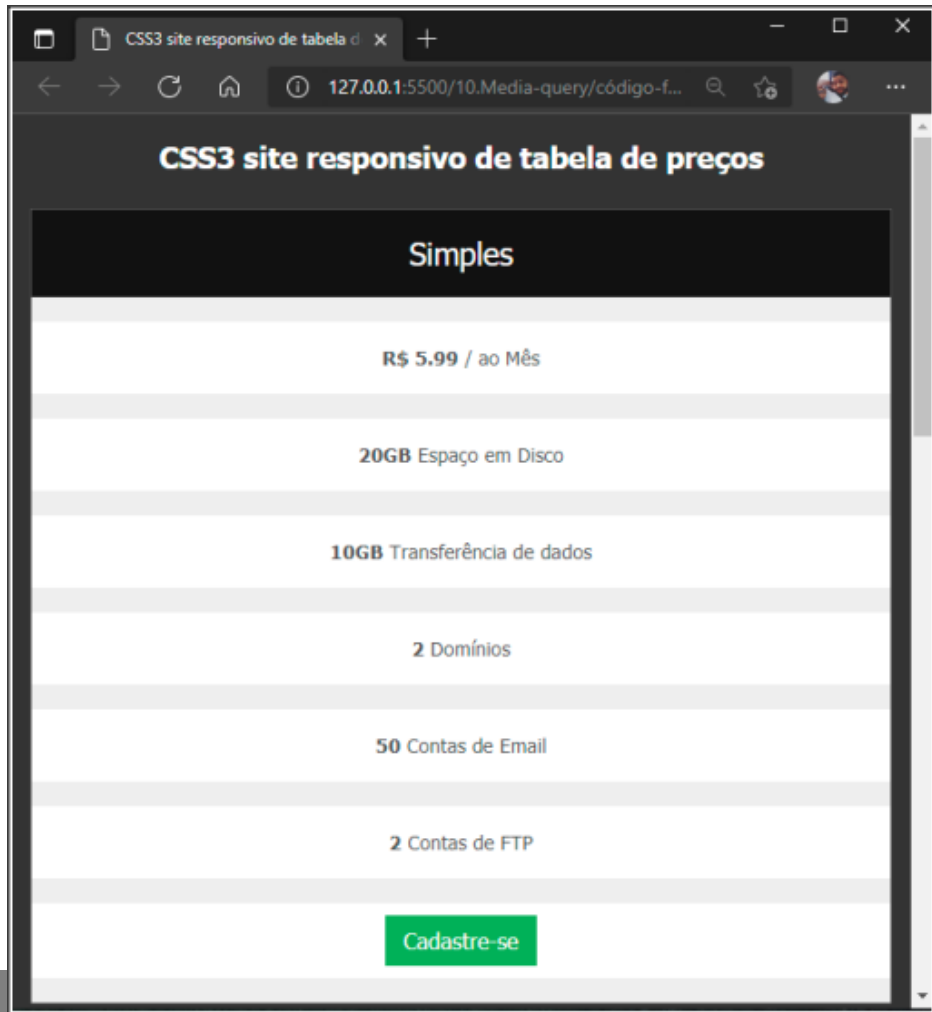 CSS3 site responsivo de tabela d
127.0.0.1:5500/10.Media-query/código-f...
CSS3 site responsivo de tabela de preços
Simples
R$ 5.99 / ao Mês
20GB Espaço em Disco
10GB Transferência de dados
2 Domínios
50 Contas de Email
2 Contas de FTP
Cadastre-se